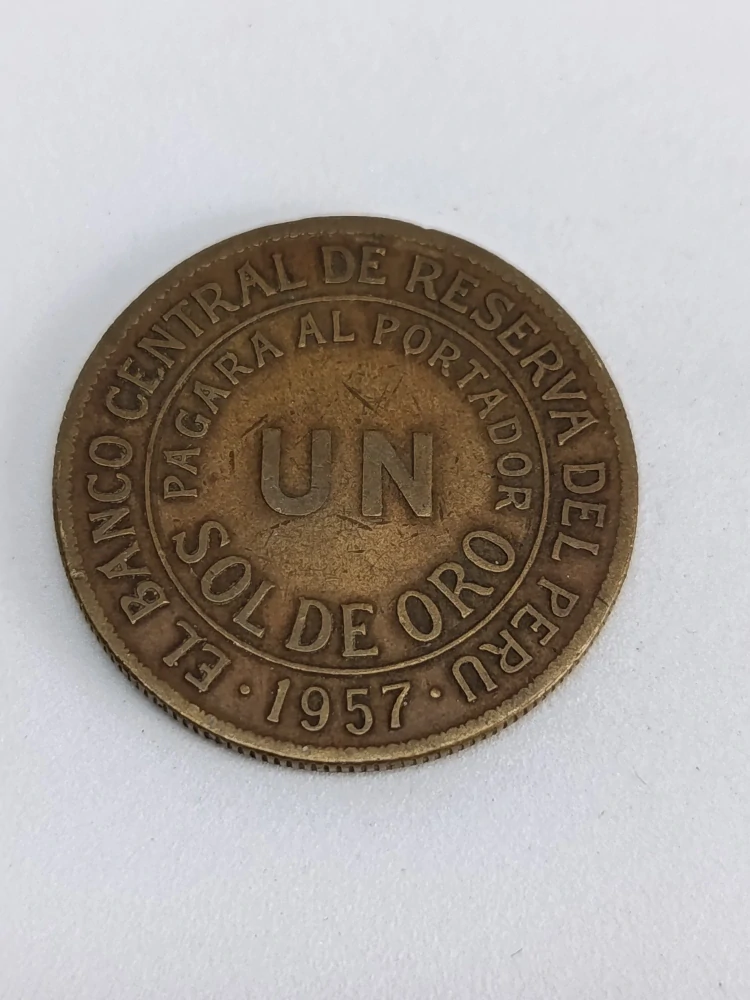 EL BANCO CENTRAL DE RESERVA DEL PERU
PAGARA AL PORTADOR
UN
SOL DE ORO
· 1957 ·